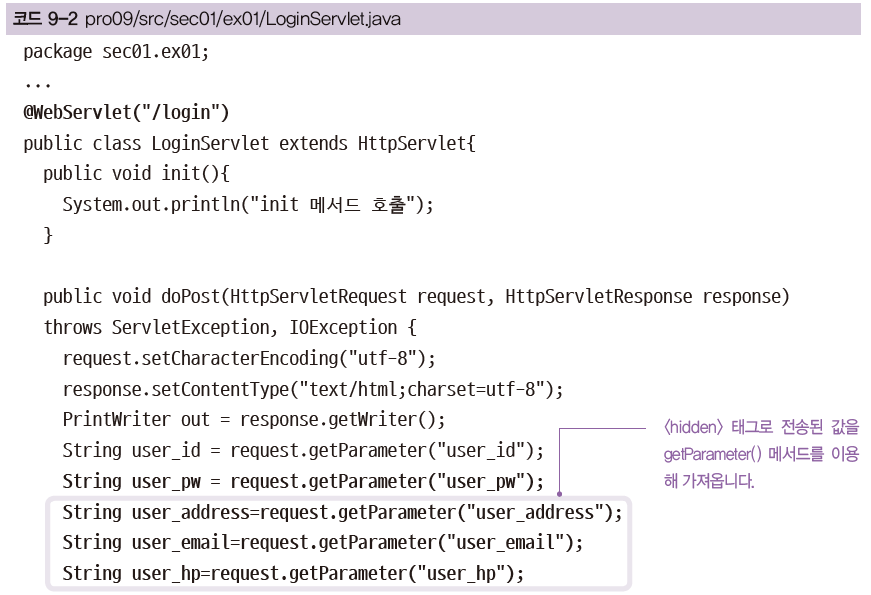 코드 9-2 pro09/src/sec01/ex01/LoginServlet.java
package sec01.ex01;
...
@WebServlet("/login")
public class LoginServlet extends HttpServlet{
public void init(){
System.out.println("init 메서드 호출");
}
public void doPost(HttpServletRequest request, HttpServletResponse response)
throws ServletException, IOException {
request.setCharacterEncoding("utf-8");
response.setContentType("text/html;charset=utf-8");
PrintWriter out = response.getWriter();
String user_id = request.getParameter("user_id");
String user_pw = request.getParameter("user_pw");
String user_address=request.getParameter("user_address");
String user_email=request.getParameter("user_email");
String user_hp=request.getParameter("user_hp");
〈hidden〉 태그로 전송된 값을
getParameter() 메서드를 이용
해 가져옵니다.